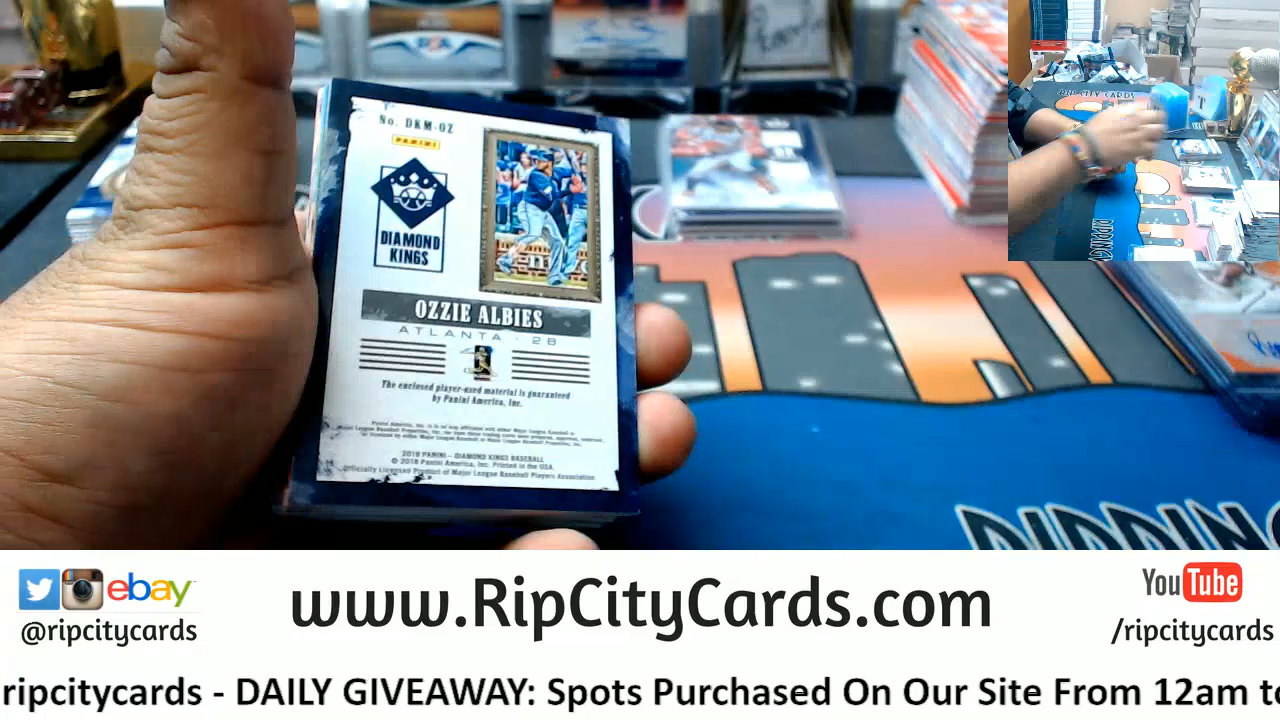 No. DKM-OZ
PANINI
DIAMOND
KINGS
OZZIE ALBIES
ATLANTA - 2B
The enclosed player-used material is guaranteed
by Panini America, Inc.
2018 PANINI - DIAMOND KINGS BASEBALL
© 2018 Panini America, Inc. Printed in the USA.
Officially Licensed Product of Major League Baseball Players Association
RIP CITY CARDS
ebay
@ripcitycards
www.RipCityCards.com
YouTube
/ripcitycards
ripcitycards - DAILY GIVEAWAY: Spots Purchased On Our Site From 12am to